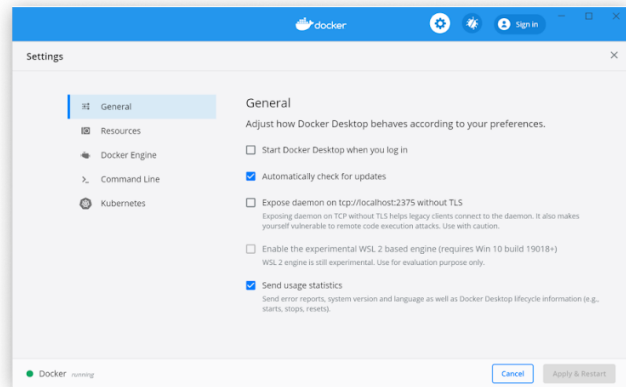 docker
Sign in
Settings
General
Resources
Docker Engine
Command Line
Kubernetes
General
Adjust how Docker Desktop behaves according to your preferences.
Start Docker Desktop when you log in
Automatically check for updates
Expose daemon on tcp://localhost:2375 without TLS
Exposing daemon on TCP without TLS helps legacy clients connect to the daemon. It also makes
yourself vulnerable to remote code execution attacks. Use with caution.
Enable the experimental WSL 2 based engine (requires Win 10 build 19018+)
WSL 2 engine is still experimental. Use for evaluation purpose only.
Send usage statistics
Send error reports, system version and language as well as Docker Desktop lifecycle information (e.g.,
starts, stops, resets).
Docker running
Cancel
Apply & Restart